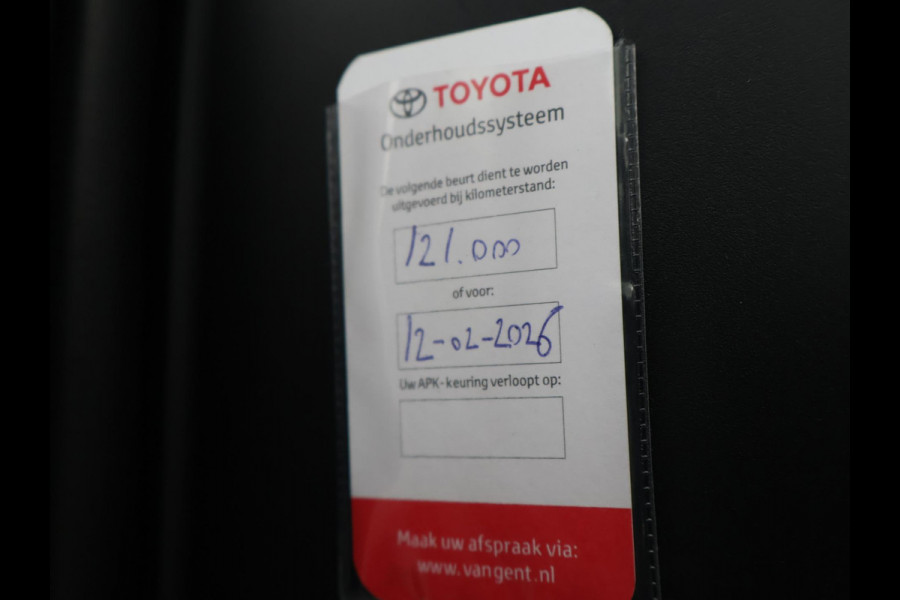 TOYOTA
Onderhoudssysteem
De volgende beurt dient te worden
uitgevoerd bij kilometerstand:
121.000
of voor:
12-02-2026
Uw APK-keuring verloopt op:
Maak uw afspraak via:
www.vangent.nl